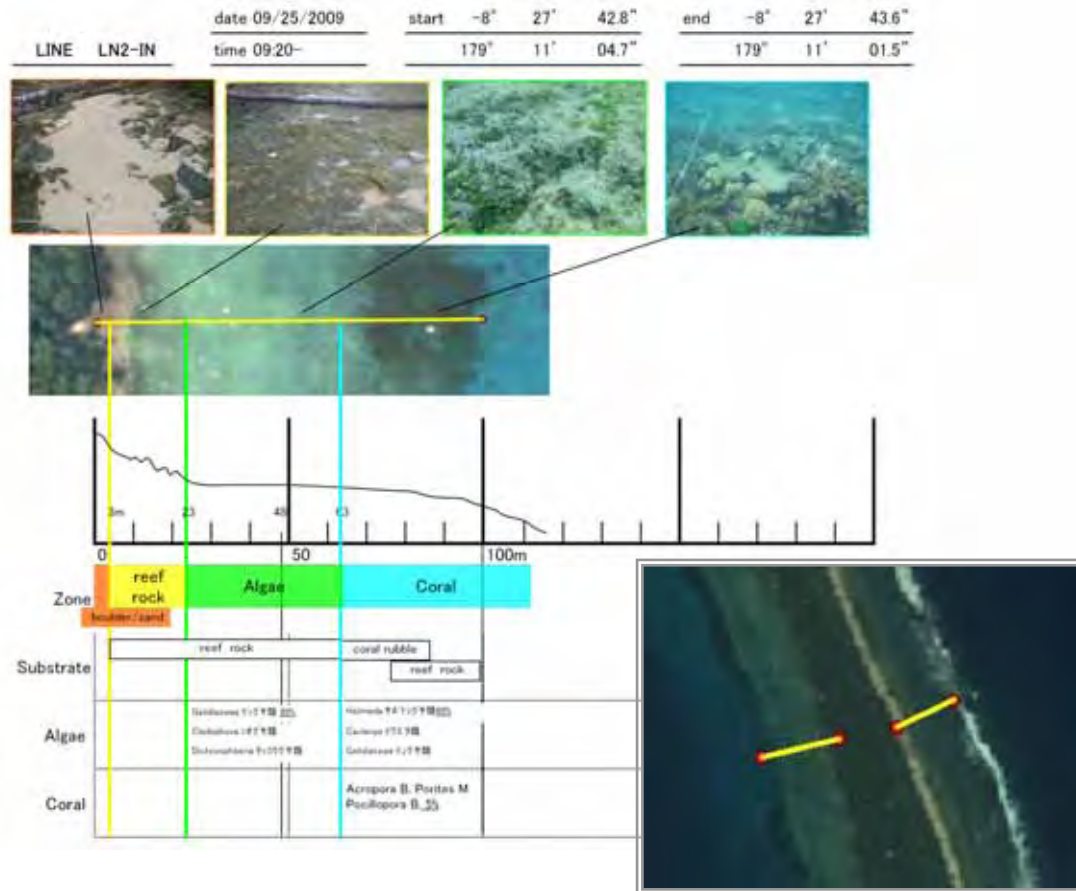 date 09/25/2009 start -8° 27' 42.8" end -8° 27' 43.6"
LINE LN2-IN time 09:20- 179° 11' 04.7" 179° 11' 01.5"
3m 23 48 63
0 50 100m
Zone
reef rock
Algae
Coral
boulder/sand
Substrate
reef rock
coral rubble
reef rock
Algae
Coral
Acropora B. Porites M
Pocillopora B. 5%